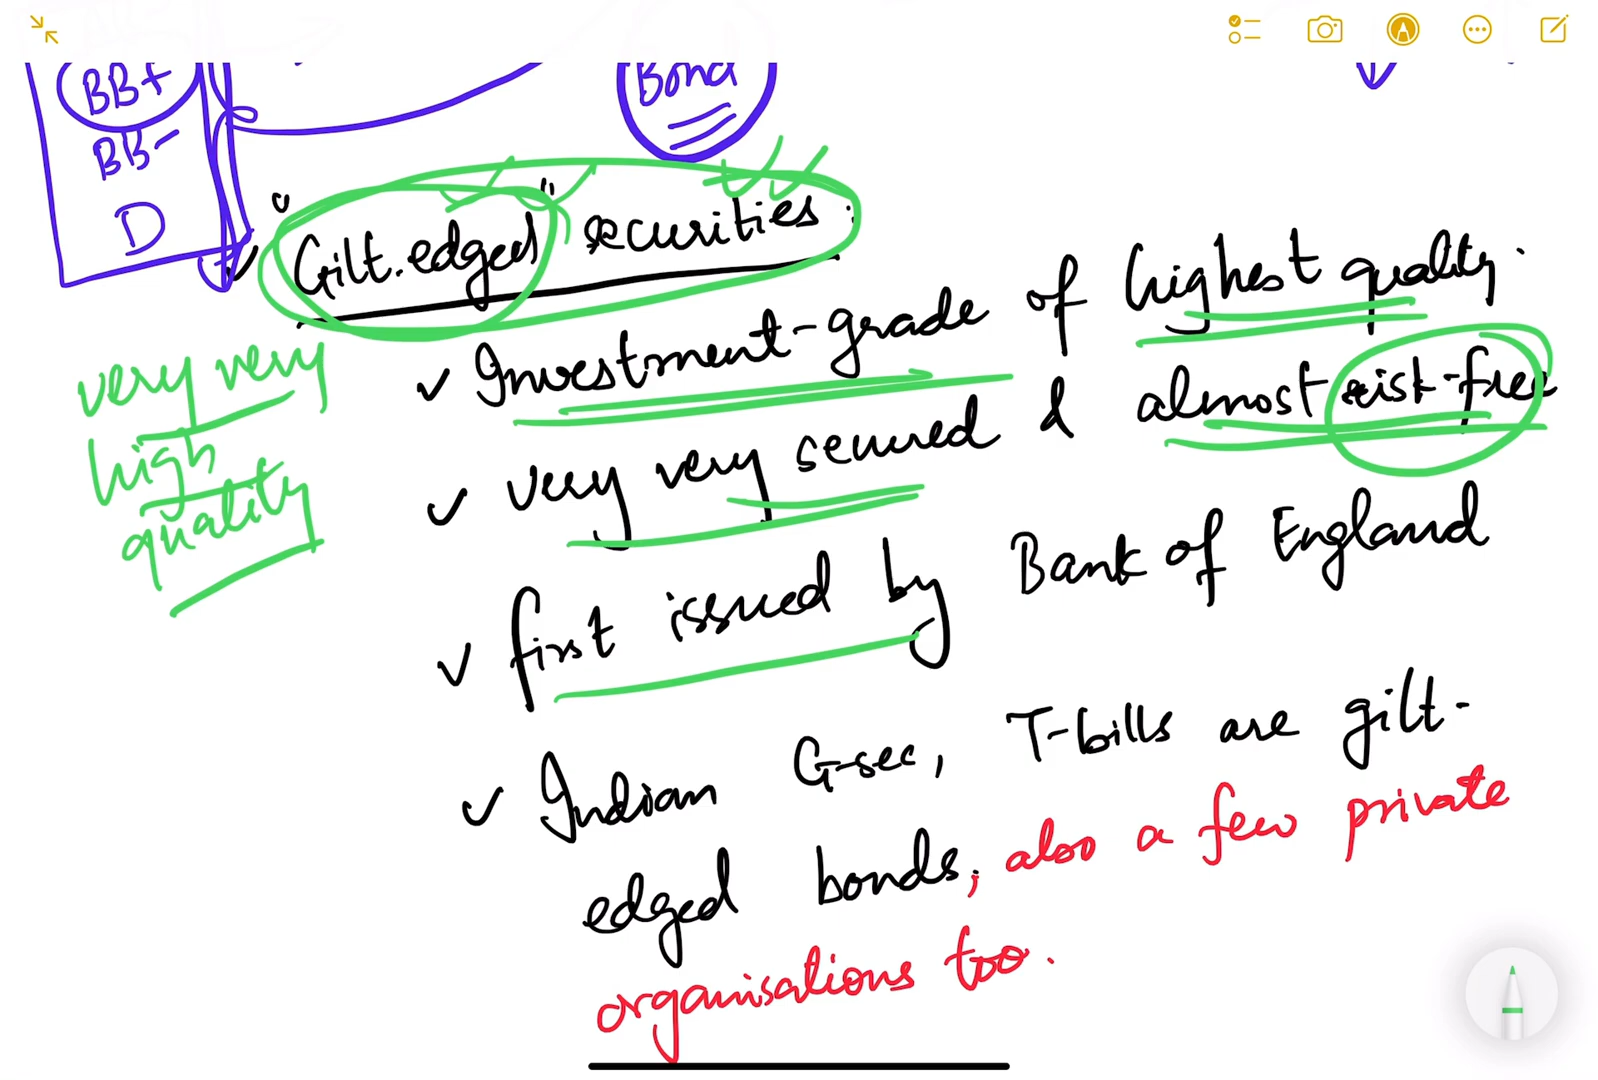 BB+
BB-
D
Bond
"Gilt-edged" securities:
✓ Investment-grade of highest quality.
✓ very very secured & almost risk-free
✓ first issued by Bank of England
✓ Indian G-sec, T-bills are gilt-
edged bonds; also a few private
organisations too.
very very
high
quality